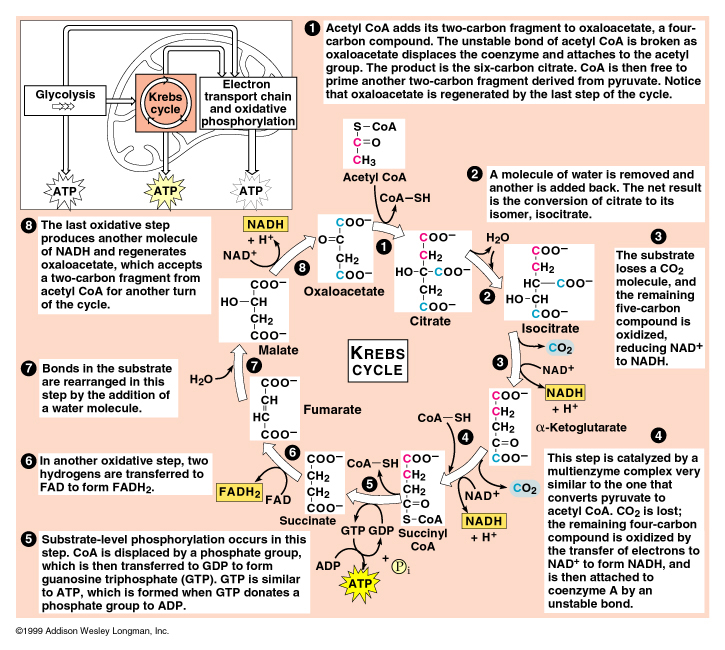 Glycolysis
Krebs
cycle
Electron
transport chain
and oxidative
phosphorylation
ATP
ATP
ATP
1 Acetyl CoA adds its two-carbon fragment to oxaloacetate, a four-
carbon compound. The unstable bond of acetyl CoA is broken as
oxaloacetate displaces the coenzyme and attaches to the acetyl
group. The product is the six-carbon citrate. CoA is then free to
prime another two-carbon fragment derived from pyruvate. Notice
that oxaloacetate is regenerated by the last step of the cycle.
S–CoA
C=O
CH₃
Acetyl CoA
CoA–SH
2 A molecule of water is removed and
another is added back. The net result
is the conversion of citrate to its
isomer, isocitrate.
8 The last oxidative step
produces another molecule
of NADH and regenerates
oxaloacetate, which accepts
a two-carbon fragment from
acetyl CoA for another turn
of the cycle.
NADH
+ H⁺
NAD⁺
8
COO⁻
O=C
CH₂
COO⁻
Oxaloacetate
1
COO⁻
CH₂
HO–C–COO⁻
CH₂
COO⁻
Citrate
H₂O
2
COO⁻
CH₂
HC–COO⁻
HO–CH
COO⁻
Isocitrate
3
The substrate
loses a CO₂
molecule, and
the remaining
five-carbon
compound is
oxidized,
reducing NAD⁺
to NADH.
COO⁻
HO–CH
CH₂
COO⁻
Malate
KREBS
CYCLE
3
CO₂
NAD⁺
NADH
+ H⁺
7 Bonds in the substrate
are rearranged in this
step by the addition of
a water molecule.
H₂O
7
COO⁻
CH
HC
COO⁻
Fumarate
COO⁻
CH₂
CH₂
C=O
COO⁻
α-Ketoglutarate
CoA–SH
4
CO₂
NAD⁺
NADH
+ H⁺
4
This step is catalyzed by a
multienzyme complex very
similar to the one that
converts pyruvate to
acetyl CoA. CO₂ is lost;
the remaining four-carbon
compound is oxidized by
the transfer of electrons to
NAD⁺ to form NADH, and
is then attached to
coenzyme A by an
unstable bond.
6 In another oxidative step, two
hydrogens are transferred to
FAD to form FADH₂.
6
FADH₂
FAD
COO⁻
CH₂
CH₂
COO⁻
Succinate
CoA–SH
5
COO⁻
CH₂
CH₂
C=O
S–CoA
Succinyl
CoA
GTP GDP
ADP
+ Pi
ATP
5 Substrate-level phosphorylation occurs in this
step. CoA is displaced by a phosphate group,
which is then transferred to GDP to form
guanosine triphosphate (GTP). GTP is similar
to ATP, which is formed when GTP donates a
phosphate group to ADP.
©1999 Addison Wesley Longman, Inc.